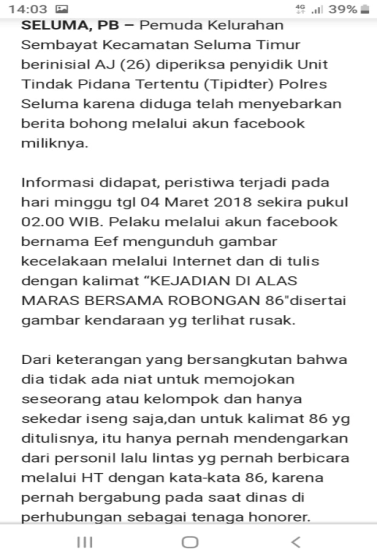 14:03 4G 39%
SELUMA, PB – Pemuda Kelurahan
Sembayat Kecamatan Seluma Timur
berinisial AJ (26) diperiksa penyidik Unit
Tindak Pidana Tertentu (Tipidter) Polres
Seluma karena diduga telah menyebarkan
berita bohong melalui akun facebook
miliknya.
Informasi didapat, peristiwa terjadi pada
hari minggu tgl 04 Maret 2018 sekira pukul
02.00 WIB. Pelaku melalui akun facebook
bernama Eef mengunduh gambar
kecelakaan melalui Internet dan di tulis
dengan kalimat “KEJADIAN DI ALAS
MARAS BERSAMA ROBONGAN 86"disertai
gambar kendaraan yg terlihat rusak.
Dari keterangan yang bersangkutan bahwa
dia tidak ada niat untuk memojokan
seseorang atau kelompok dan hanya
sekedar iseng saja,dan untuk kalimat 86 yg
ditulisnya, itu hanya pernah mendengarkan
dari personil lalu lintas yg pernah berbicara
melalui HT dengan kata-kata 86, karena
pernah bergabung pada saat dinas di
perhubungan sebagai tenaga honorer.